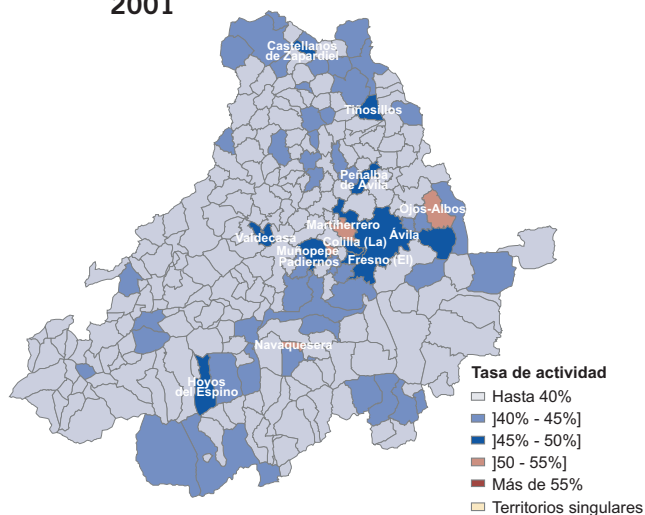 2001
Castellanos
de Zapardiel
Tiñosillos
Peñalba
de Ávila
Ojos-Albos
Martiherrero
Valdecasa
Colilla (La)
Ávila
Muñopepe
Padiernos
Fresno (El)
Navaquesera
Hoyos
del Espino
Tasa de actividad
Hasta 40%
]40% - 45%]
]45% - 50%]
]50 - 55%]
Más de 55%
Territorios singulares